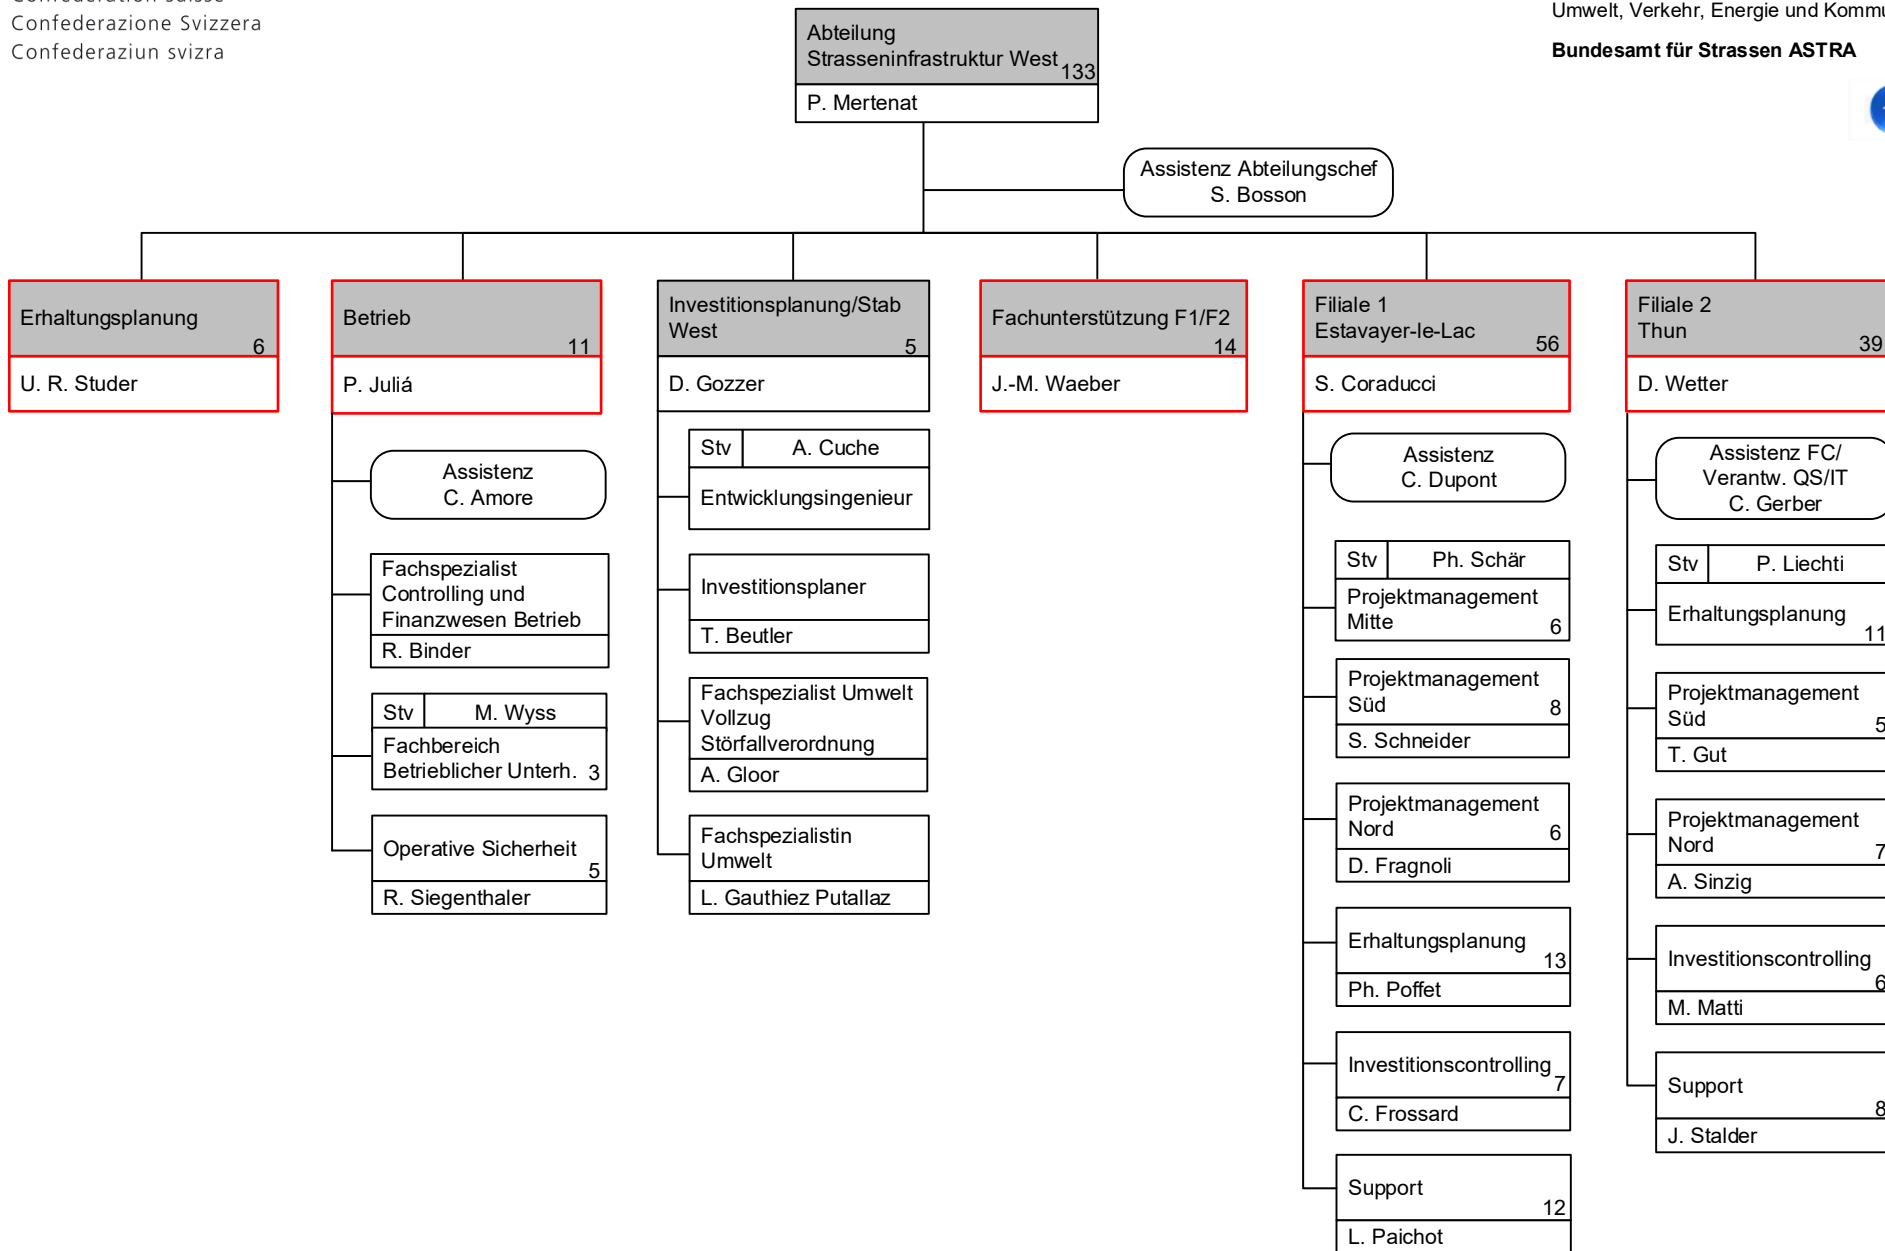 Confédération suisse
Confederazione Svizzera
Confederaziun svizra
Umwelt, Verkehr, Energie und
Bundesamt für Strassen ASTRA
Abteilung
Strasseninfrastruktur West
133
P. Mertenat
Assistenz Abteilungschef
S. Bosson
Erhaltungsplanung
6
U. R. Studer
Betrieb
11
P. Juliá
Assistenz
C. Amore
Fachspezialist
Controlling und
Finanzwesen Betrieb
R. Binder
Stv M. Wyss
Fachbereich
Betrieblicher Unterh. 3
Operative Sicherheit
5
R. Siegenthaler
Investitionsplanung/Stab
West 5
D. Gozzer
Stv A. Cuche
Entwicklungsingenieur
Investitionsplaner
T. Beutler
Fachspezialist Umwelt
Vollzug
Störfallverordnung
A. Gloor
Fachspezialistin
Umwelt
L. Gauthiez Putallaz
Fachunterstützung F1/F2
14
J.-M. Waeber
Filiale 1
Estavayer-le-Lac 56
S. Coraducci
Assistenz
C. Dupont
Stv Ph. Schär
Projektmanagement
Mitte 6
Projektmanagement
Süd 8
S. Schneider
Projektmanagement
Nord 6
D. Fragnoli
Erhaltungsplanung
13
Ph. Poffet
Investitionscontrolling
7
C. Frossard
Support
12
L. Paichot
Filiale 2
Thun 39
D. Wetter
Assistenz FC/
Verantw. QS/IT
C. Gerber
Stv P. Liechti
Erhaltungsplanung
11
Projektmanagement
Süd 5
T. Gut
Projektmanagement
Nord 7
A. Sinzig
Investitionscontrolling
6
M. Matti
Support
8
J. Stalder